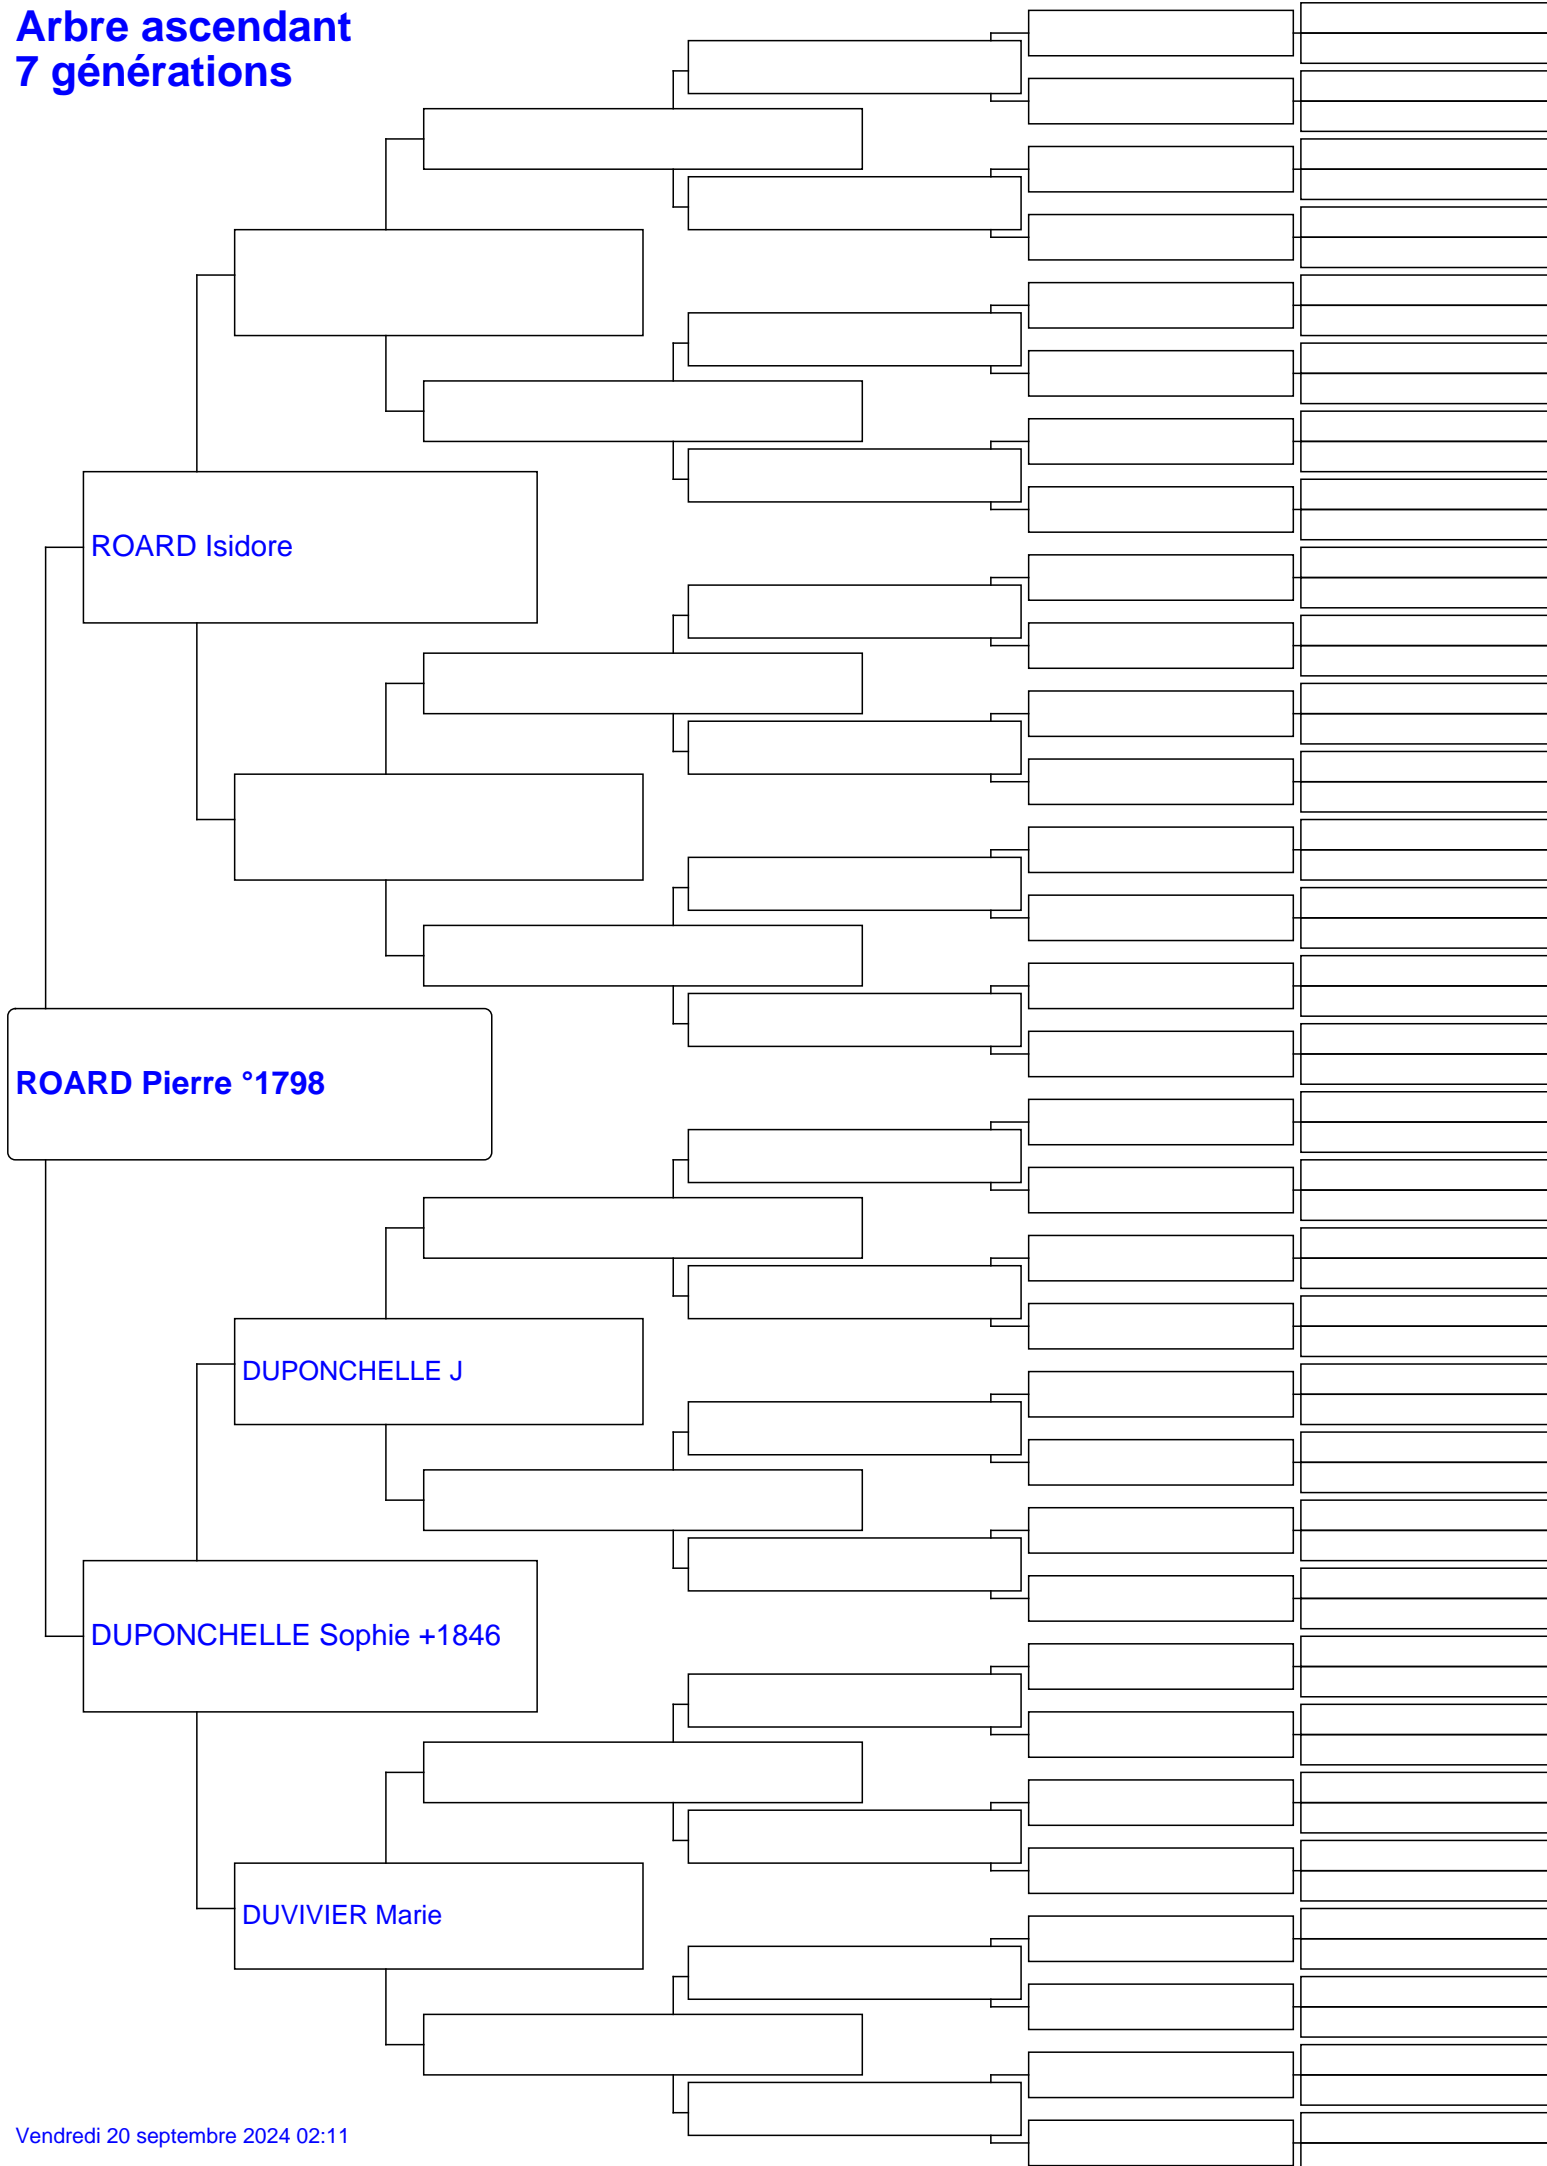 Arbre ascendant
7 générations
ROARD Isidore
ROARD Pierre °1798
DUPONCHELLE J
DUPONCHELLE Sophie +1846
DUVIVIER Marie
Vendredi 20 septembre 2024 02:11